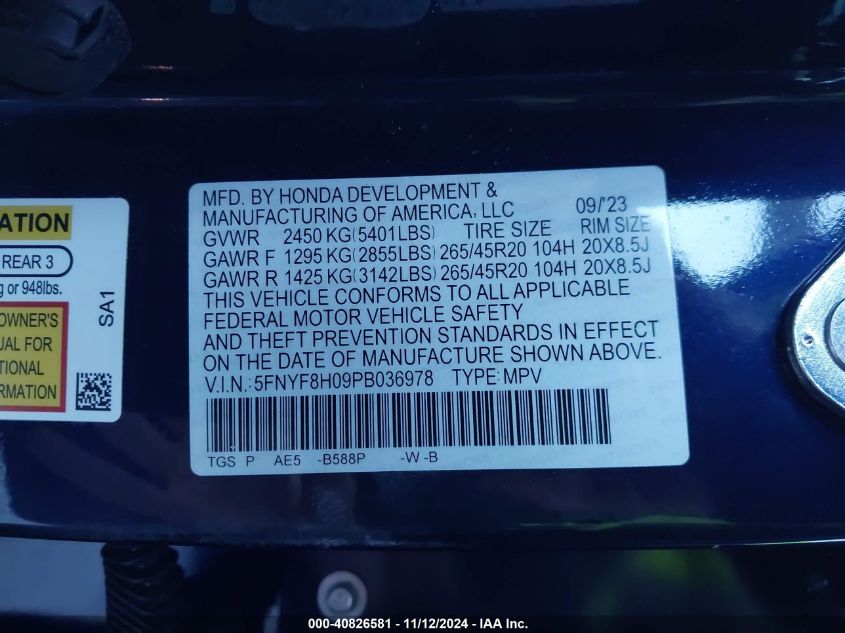 ATION
REAR 3
g or 948lbs.
OWNER'S
UAL FOR
TIONAL
FORMATION
SA1
MFD. BY HONDA DEVELOPMENT &
MANUFACTURING OF AMERICA, LLC 09/'23
GVWR 2450 KG(5401LBS) TIRE SIZE RIM SIZE
GAWR F 1295 KG(2855LBS) 265/45R20 104H 20X8.5J
GAWR R 1425 KG(3142LBS) 265/45R20 104H 20X8.5J
THIS VEHICLE CONFORMS TO ALL APPLICABLE
FEDERAL MOTOR VEHICLE SAFETY
AND THEFT PREVENTION STANDARDS IN EFFECT
ON THE DATE OF MANUFACTURE SHOWN ABOVE.
V.I.N.:5FNYF8H09PB036978 TYPE:MPV
TGS P AE5 -B588P -W -B
000-40826581 - 11/12/2024 - US.IAAI.COM.